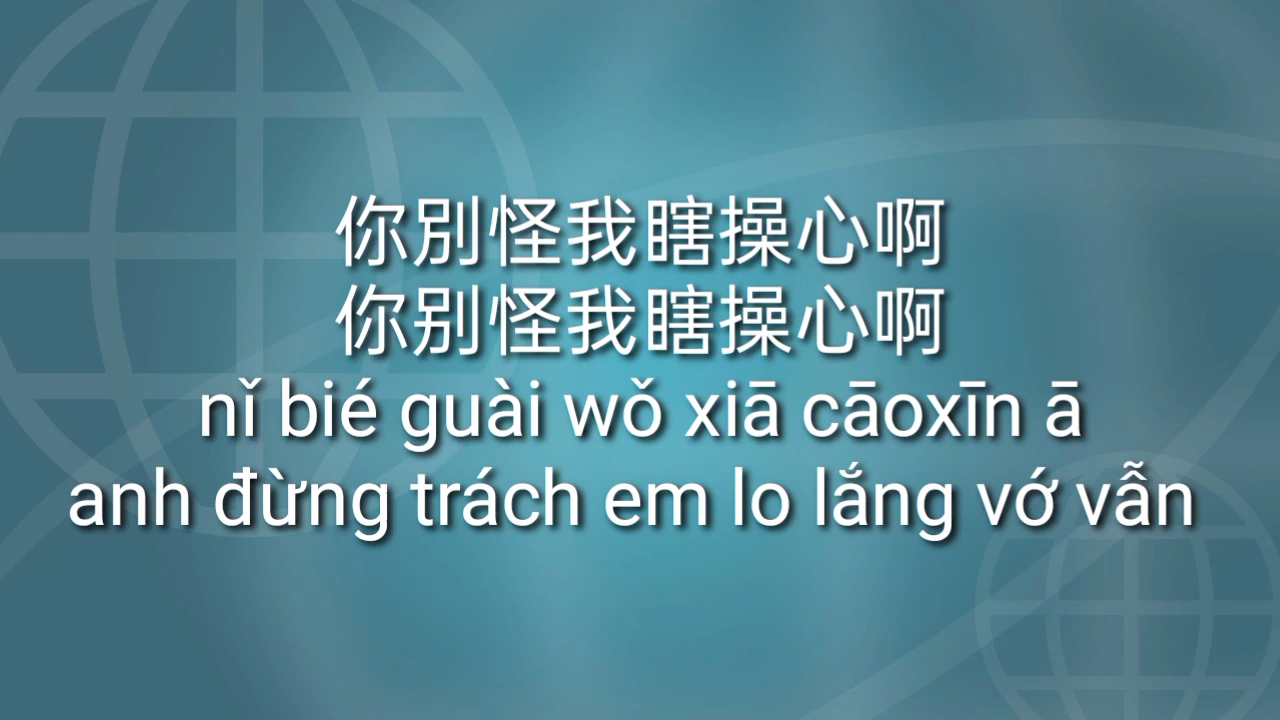 你別怪我瞎操心啊
你别怪我瞎操心啊
nǐ bié guài wǒ xiā cāoxīn ā
anh đừng trách em lo lắng vớ vẫn